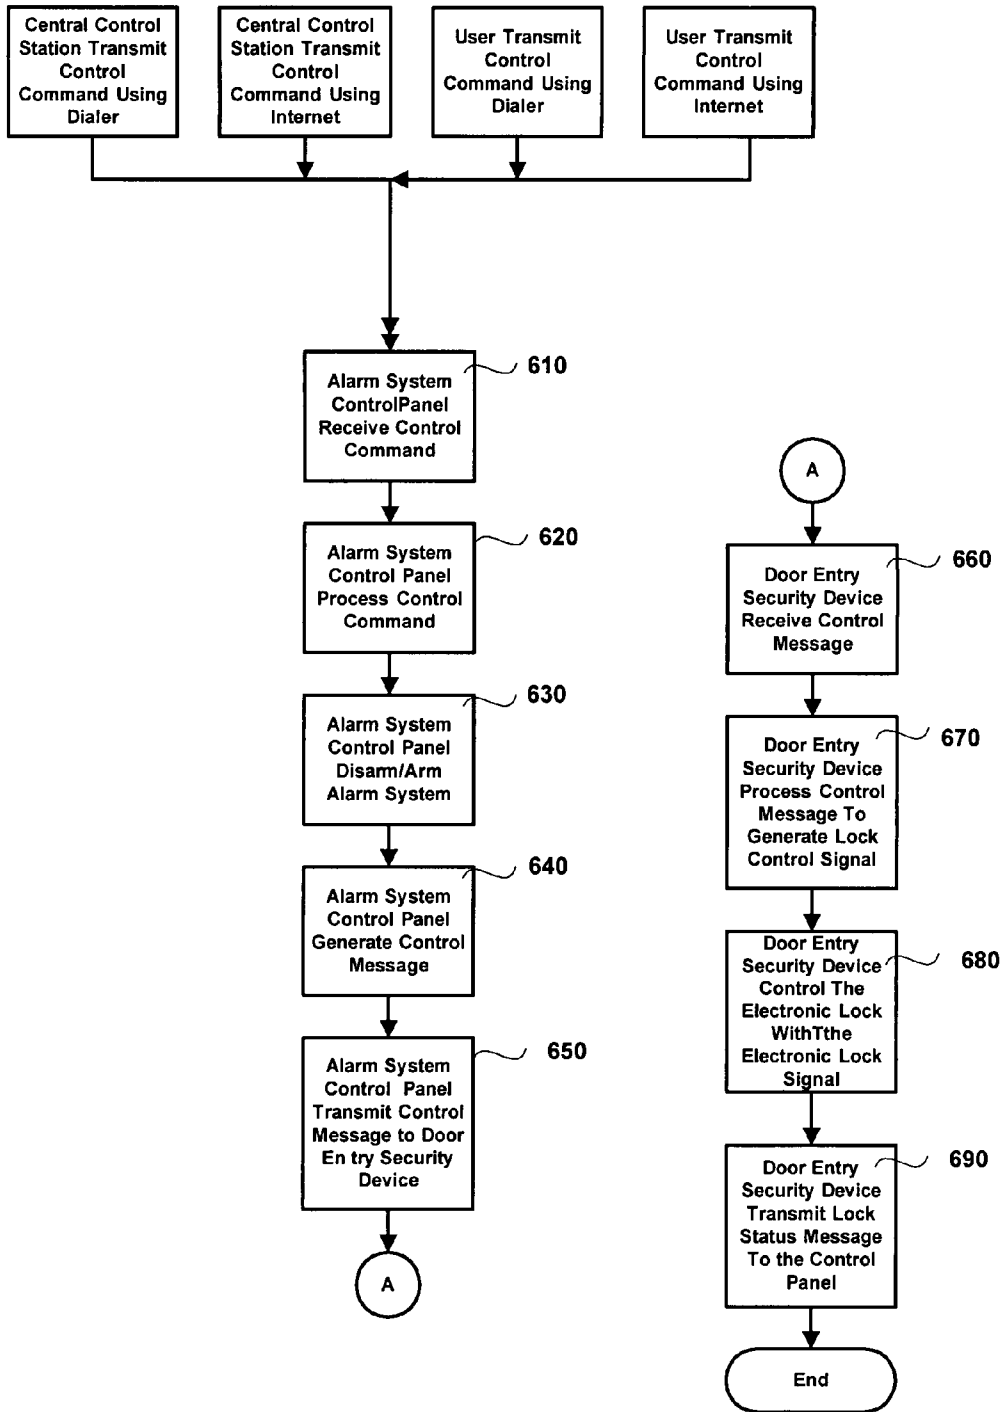 Central Control
Station Transmit
Control
Command Using
Dialer
Central Control
Station Transmit
Control
Command Using
Internet
User Transmit
Control
Command Using
Dialer
User Transmit
Control
Command Using
Internet
610
Alarm System
ControlPanel
Receive Control
Command
620
Alarm System
Control Panel
Process Control
Command
630
Alarm System
Control Panel
Disarm/Arm
Alarm System
640
Alarm System
Control Panel
Generate Control
Message
650
Alarm System
Control Panel
Transmit Control
Message to Door
En try Security
Device
A
A
660
Door Entry
Security Device
Receive Control
Message
670
Door Entry
Security Device
Process Control
Message To
Generate Lock
Control Signal
680
Door Entry
Security Device
Control The
Electronic Lock
WithTthe
Electronic Lock
Signal
690
Door Entry
Security Device
Transmit Lock
Status Message
To the Control
Panel
End